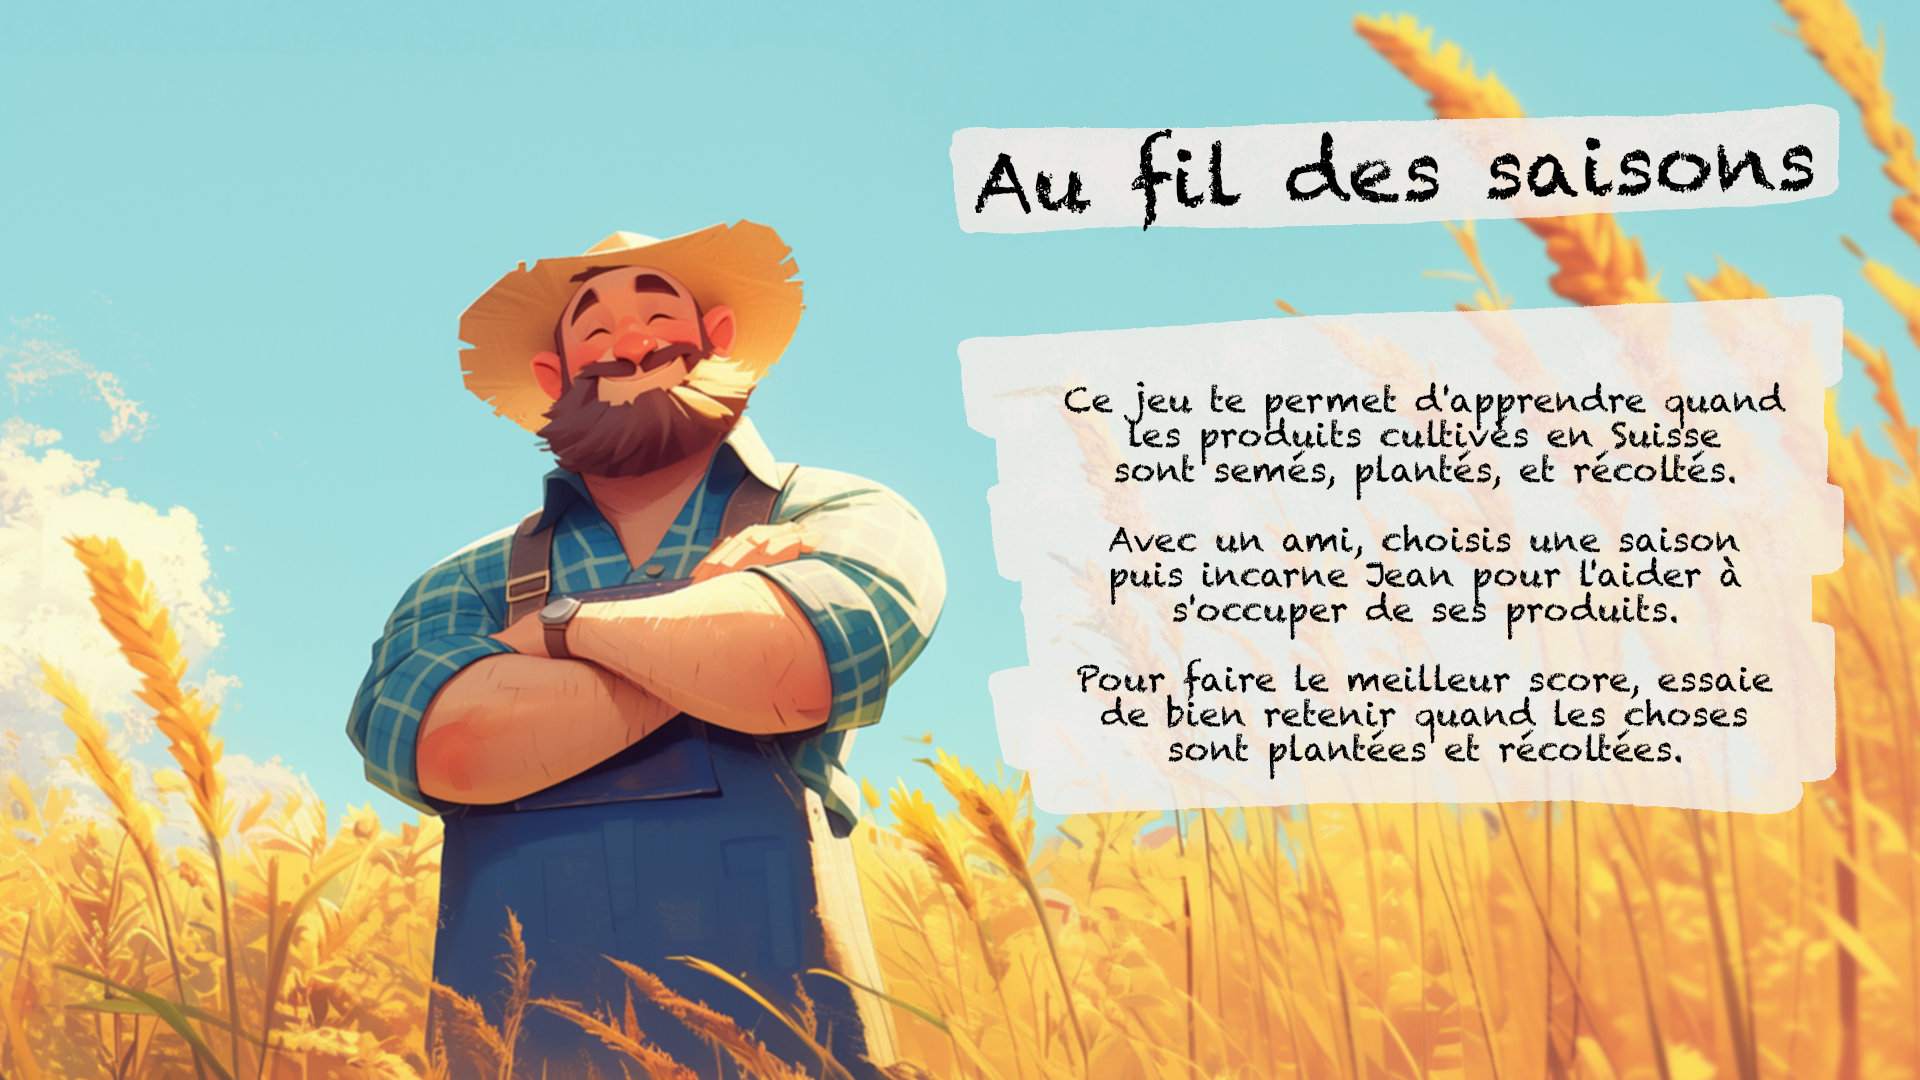 Au fil des saisons
Ce jeu te permet d'apprendre quand
les produits cultivés en Suisse
sont semés, plantés, et récoltés.
Avec un ami, choisis une saison
puis incarne Jean pour l'aider à
s'occuper de ses produits.
Pour faire le meilleur score, essaie
de bien retenir quand les choses
sont plantées et récoltées.